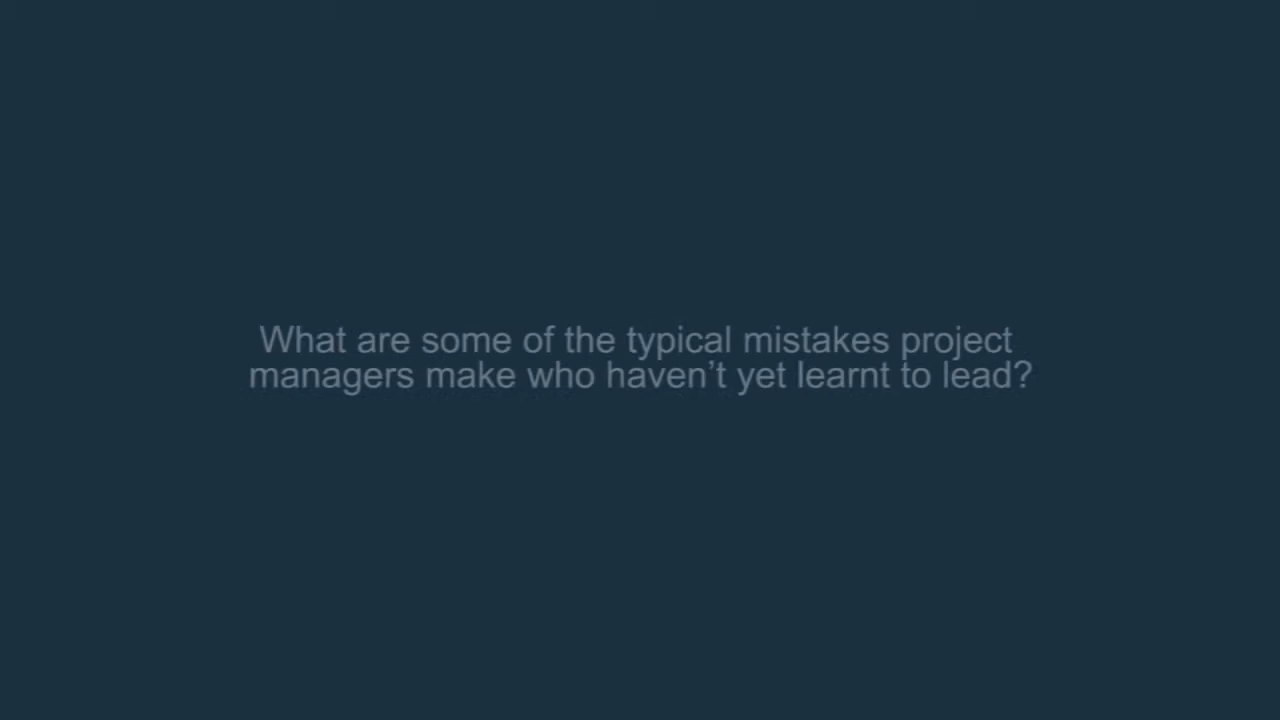 What are some of the typical mistakes project
managers make who haven’t yet learnt to lead?